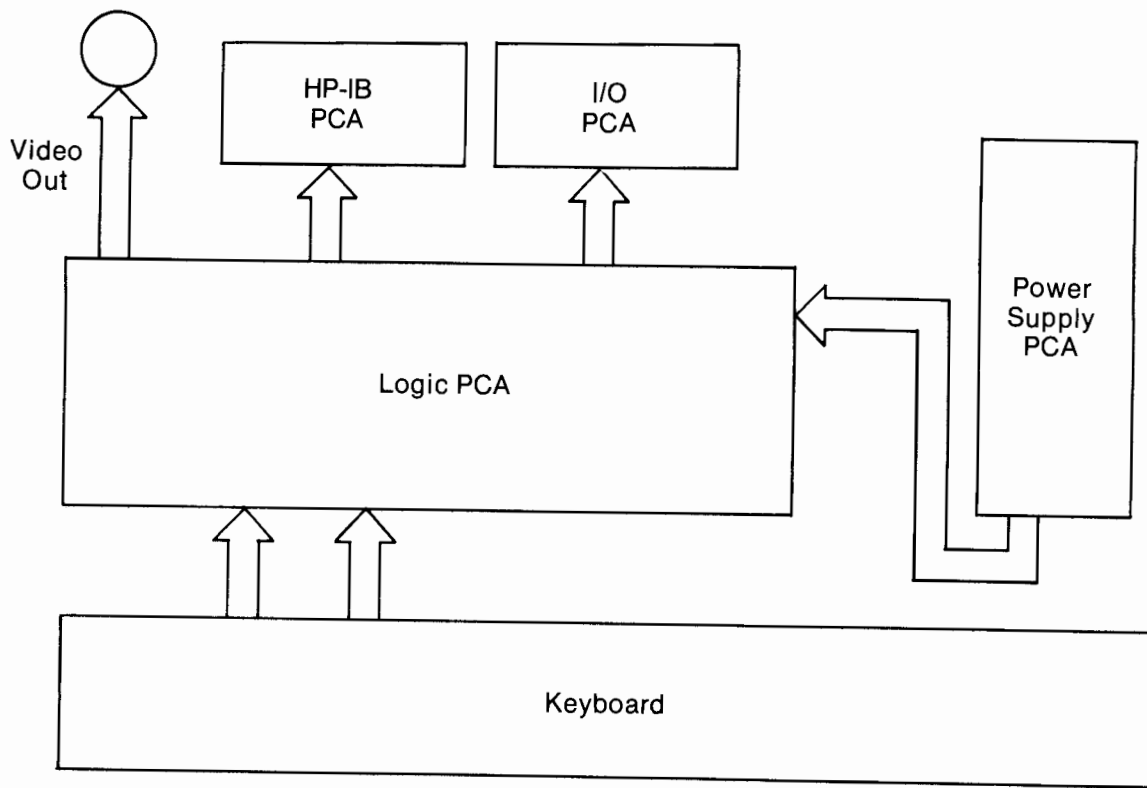 Video
Out
HP-IB
PCA
I/O
PCA
Power
Supply
PCA
Logic PCA
Keyboard